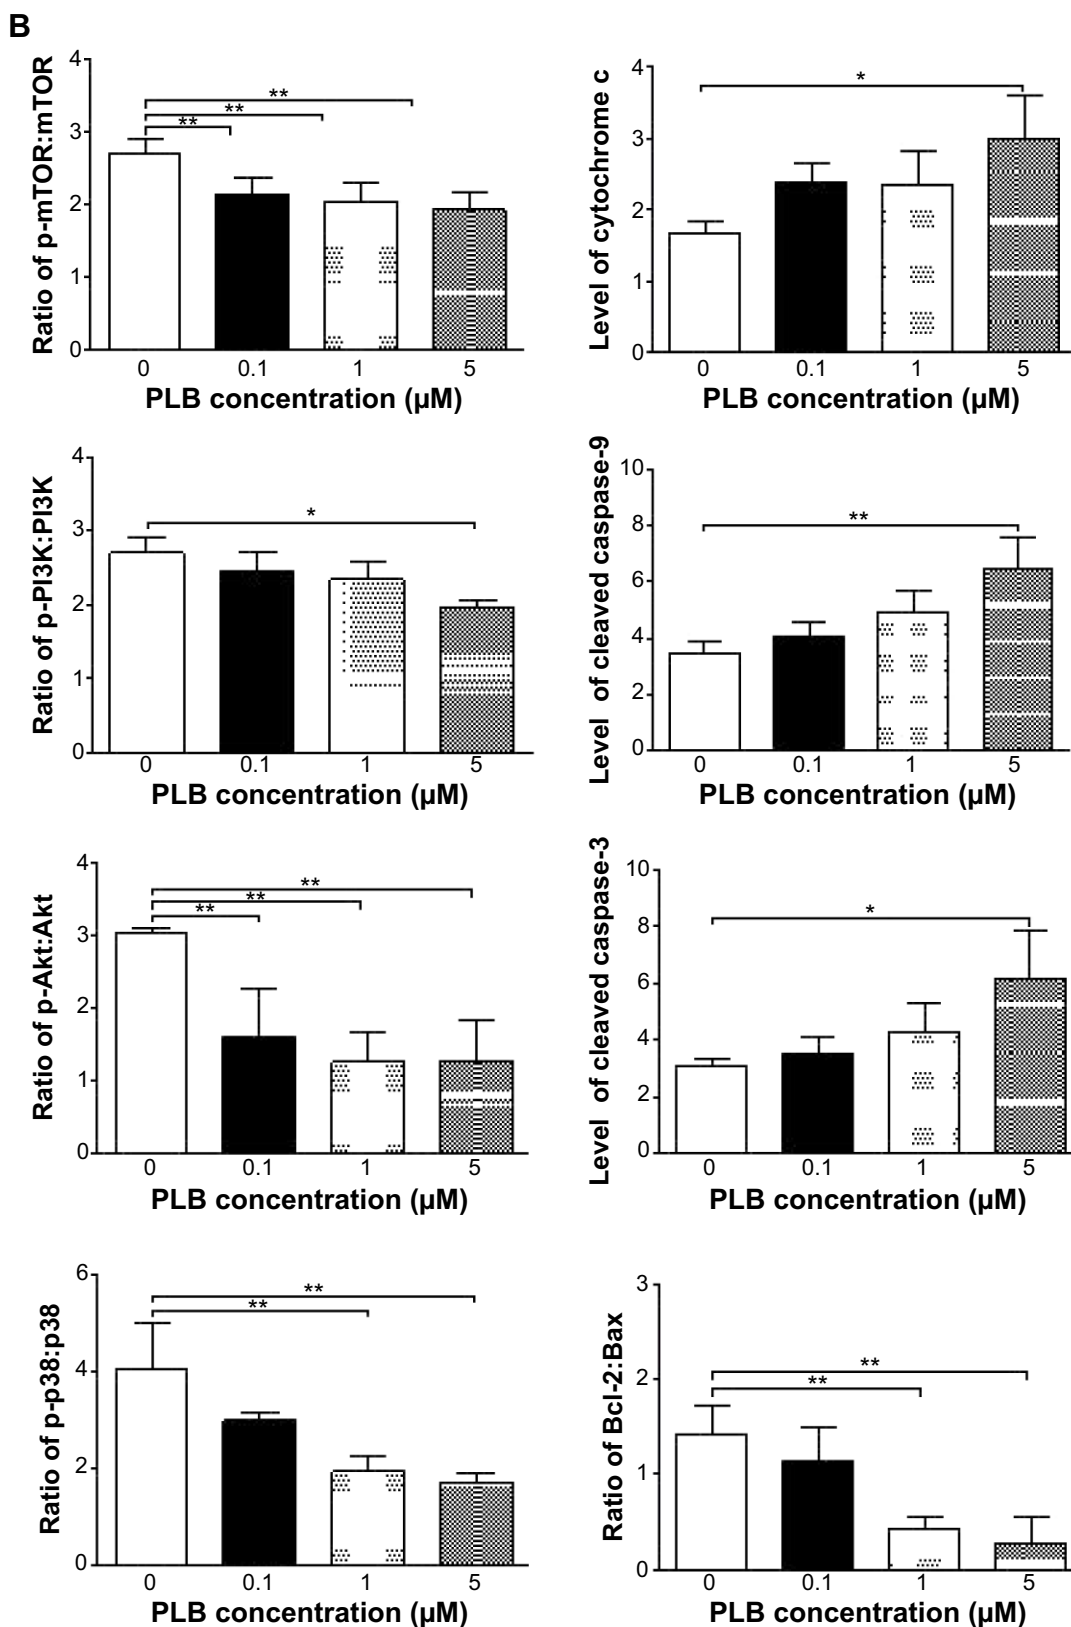 B
Ratio of p-mTOR:mTOR
4
3
2
1
0
**
**
**
0 0.1 1 5
PLB concentration (µM)
Level of cytochrome c
4
3
2
1
0
*
0 0.1 1 5
PLB concentration (µM)
Ratio of p-PI3K:PI3K
4
3
2
1
0
*
0 0.1 1 5
PLB concentration (µM)
Level of cleaved caspase-9
10
8
6
4
2
0
**
0 0.1 1 5
PLB concentration (µM)
Ratio of p-Akt:Akt
4
3
2
1
0
**
**
**
0 0.1 1 5
PLB concentration (µM)
Level of cleaved caspase-3
10
8
6
4
2
0
*
0 0.1 1 5
PLB concentration (µM)
Ratio of p-p38:p38
6
4
2
0
**
**
0 0.1 1 5
PLB concentration (µM)
Ratio of Bcl-2:Bax
3
2
1
0
**
**
0 0.1 1 5
PLB concentration (µM)